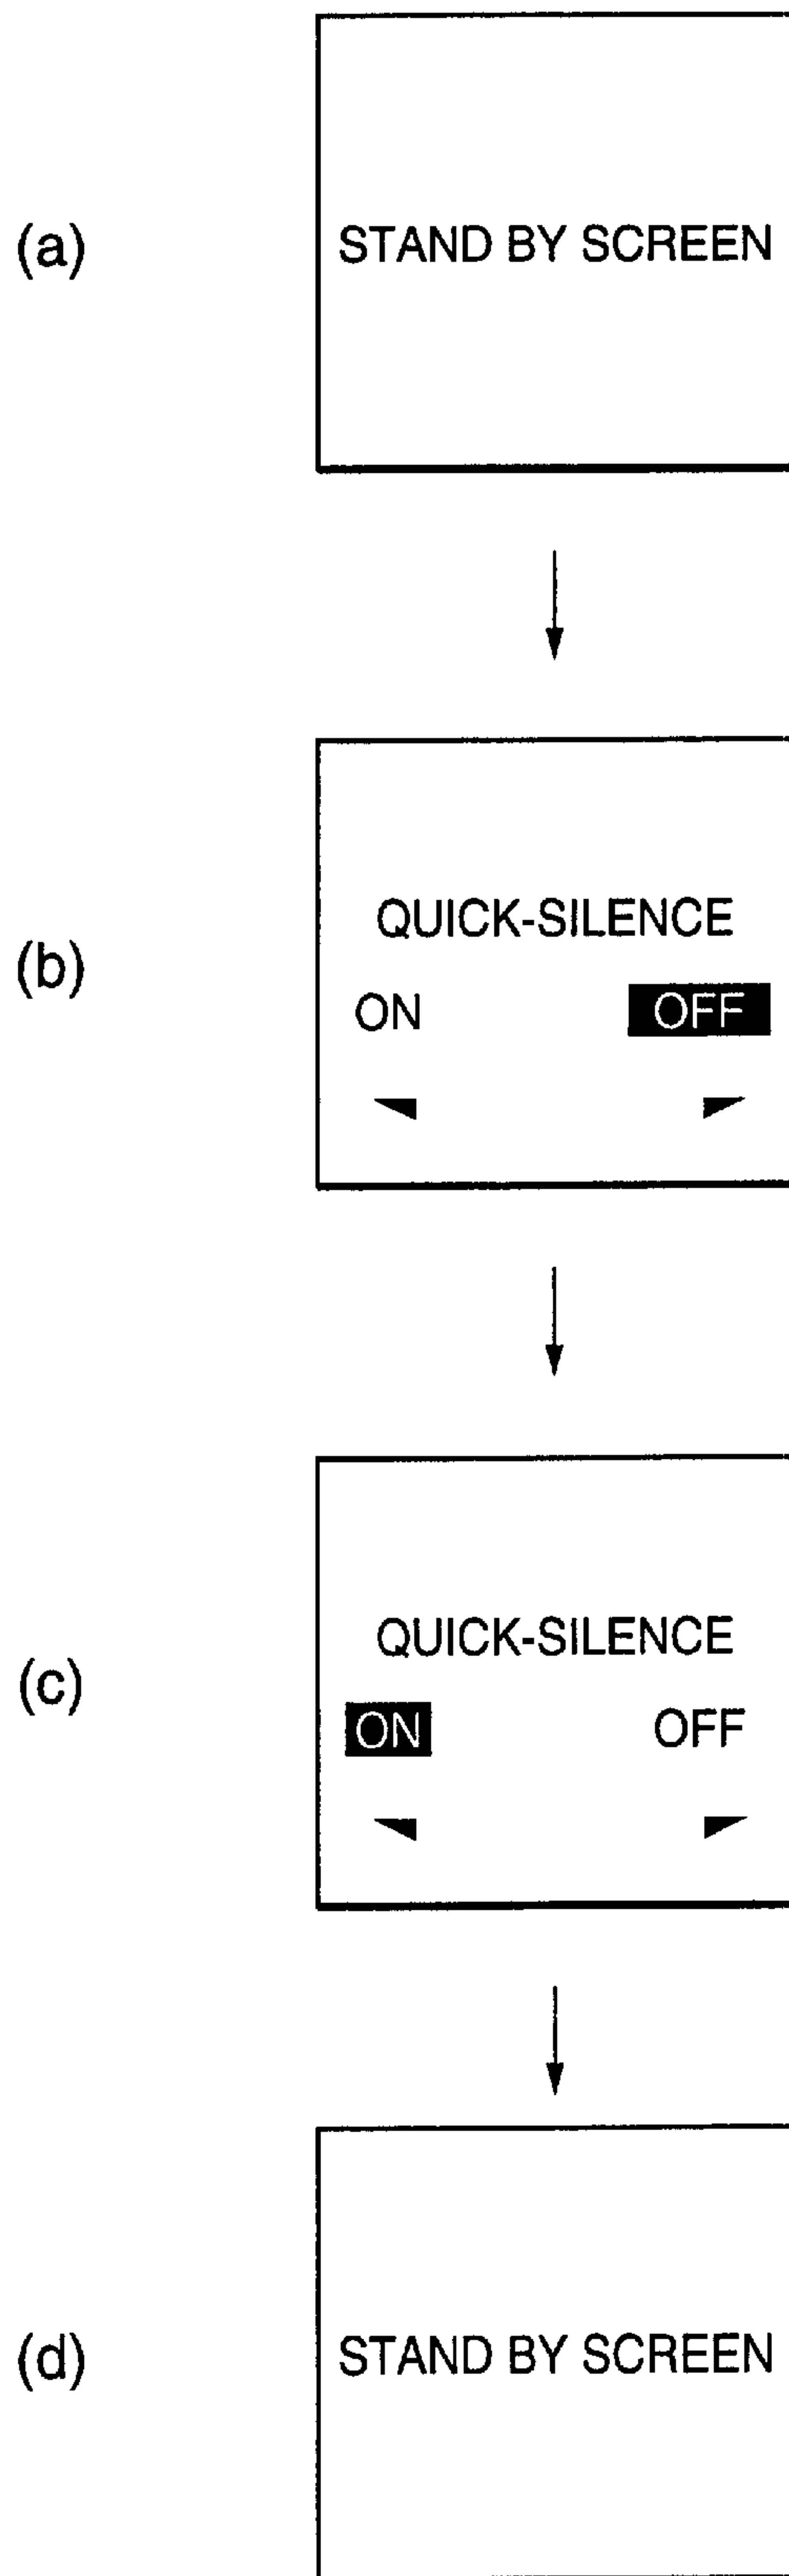 (a)
STAND BY SCREEN
(b)
QUICK-SILENCE
ON OFF
(c)
QUICK-SILENCE
ON OFF
(d)
STAND BY SCREEN